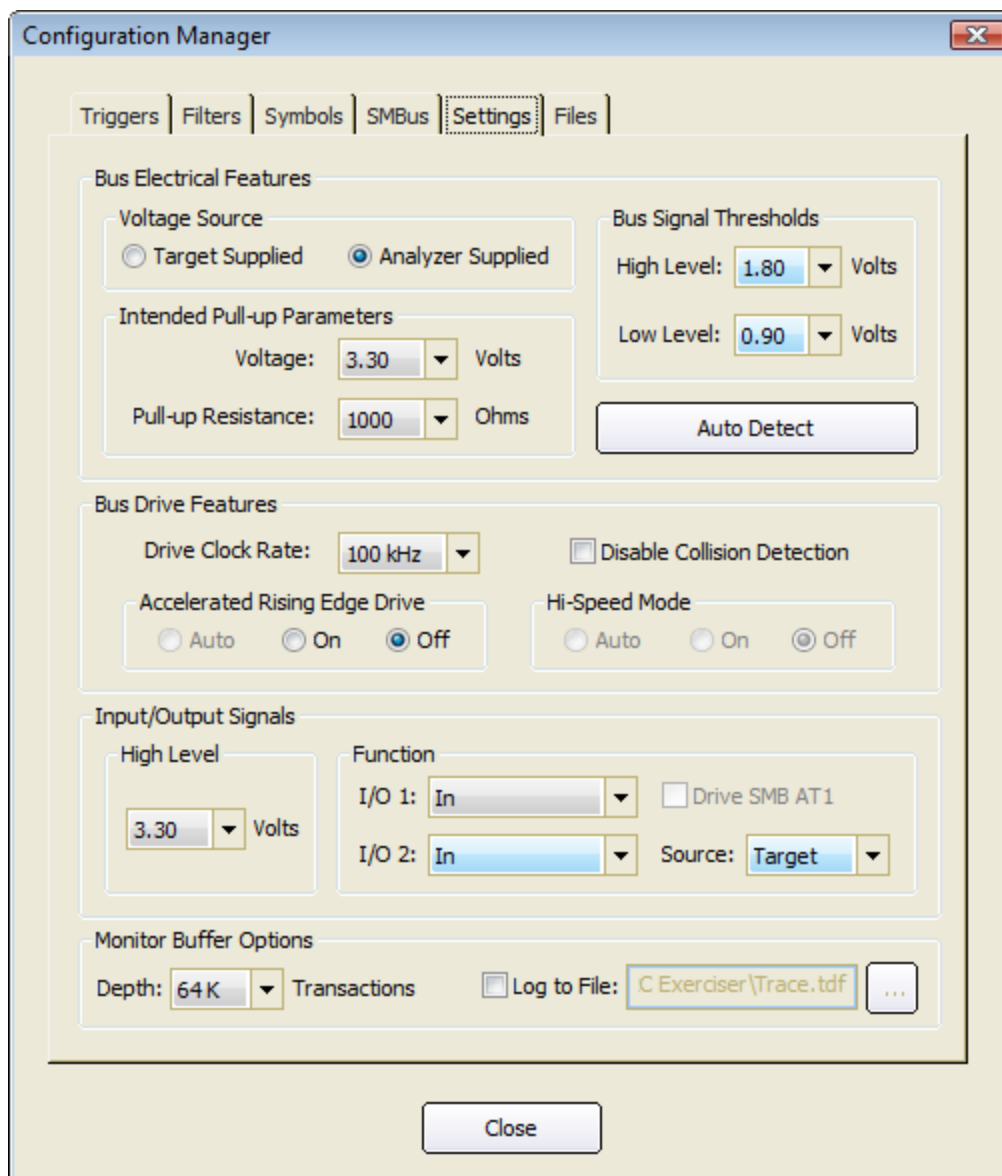 Configuration Manager
Triggers Filters Symbols SMBus Settings Files
Bus Electrical Features
Voltage Source
Target Supplied Analyzer Supplied
Intended Pull-up Parameters
Voltage: 3.30 Volts
Pull-up Resistance: 1000 Ohms
Bus Signal Thresholds
High Level: 1.80 Volts
Low Level: 0.90 Volts
Auto Detect
Bus Drive Features
Drive Clock Rate: 100 kHz
Disable Collision Detection
Accelerated Rising Edge Drive
Auto On Off
Hi-Speed Mode
Auto On Off
Input/Output Signals
High Level
3.30 Volts
Function
I/O 1: In
Drive SMB AT1
I/O 2: In
Source: Target
Monitor Buffer Options
Depth: 64 K Transactions
Log to File: C Exerciser\Trace.tdf ...
Close